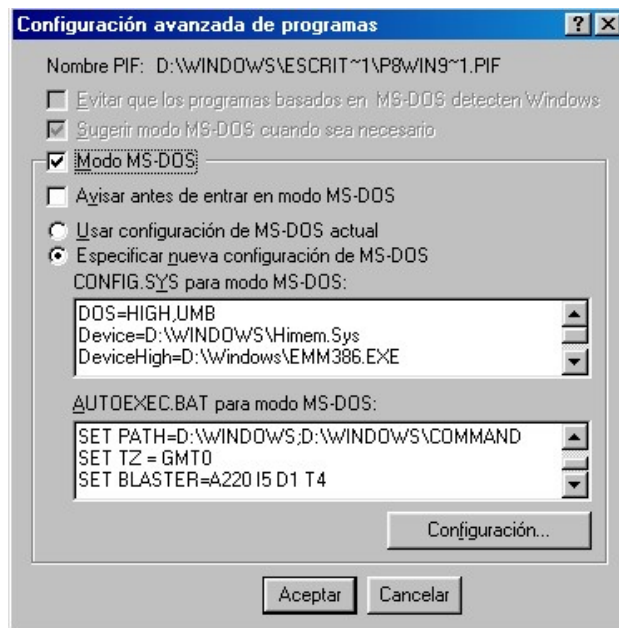 Configuración avanzada de programas
Nombre PIF: D:\WINDOWS\ESCRIT~1\P8WIN9~1.PIF
Evitar que los programas basados en MS-DOS detecten Windows
Sugerir modo MS-DOS cuando sea necesario
Modo MS-DOS
Avisar antes de entrar en modo MS-DOS
Usar configuración de MS-DOS actual
Especificar nueva configuración de MS-DOS
CONFIG.SYS para modo MS-DOS:
DOS=HIGH,UMB
Device=D:\WINDOWS\Himem.Sys
DeviceHigh=D:\Windows\EMM386.EXE
AUTOEXEC.BAT para modo MS-DOS:
SET PATH=D:\WINDOWS;D:\WINDOWS\COMMAND
SET TZ = GMT0
SET BLASTER=A220 I5 D1 T4
Configuración...
Aceptar Cancelar